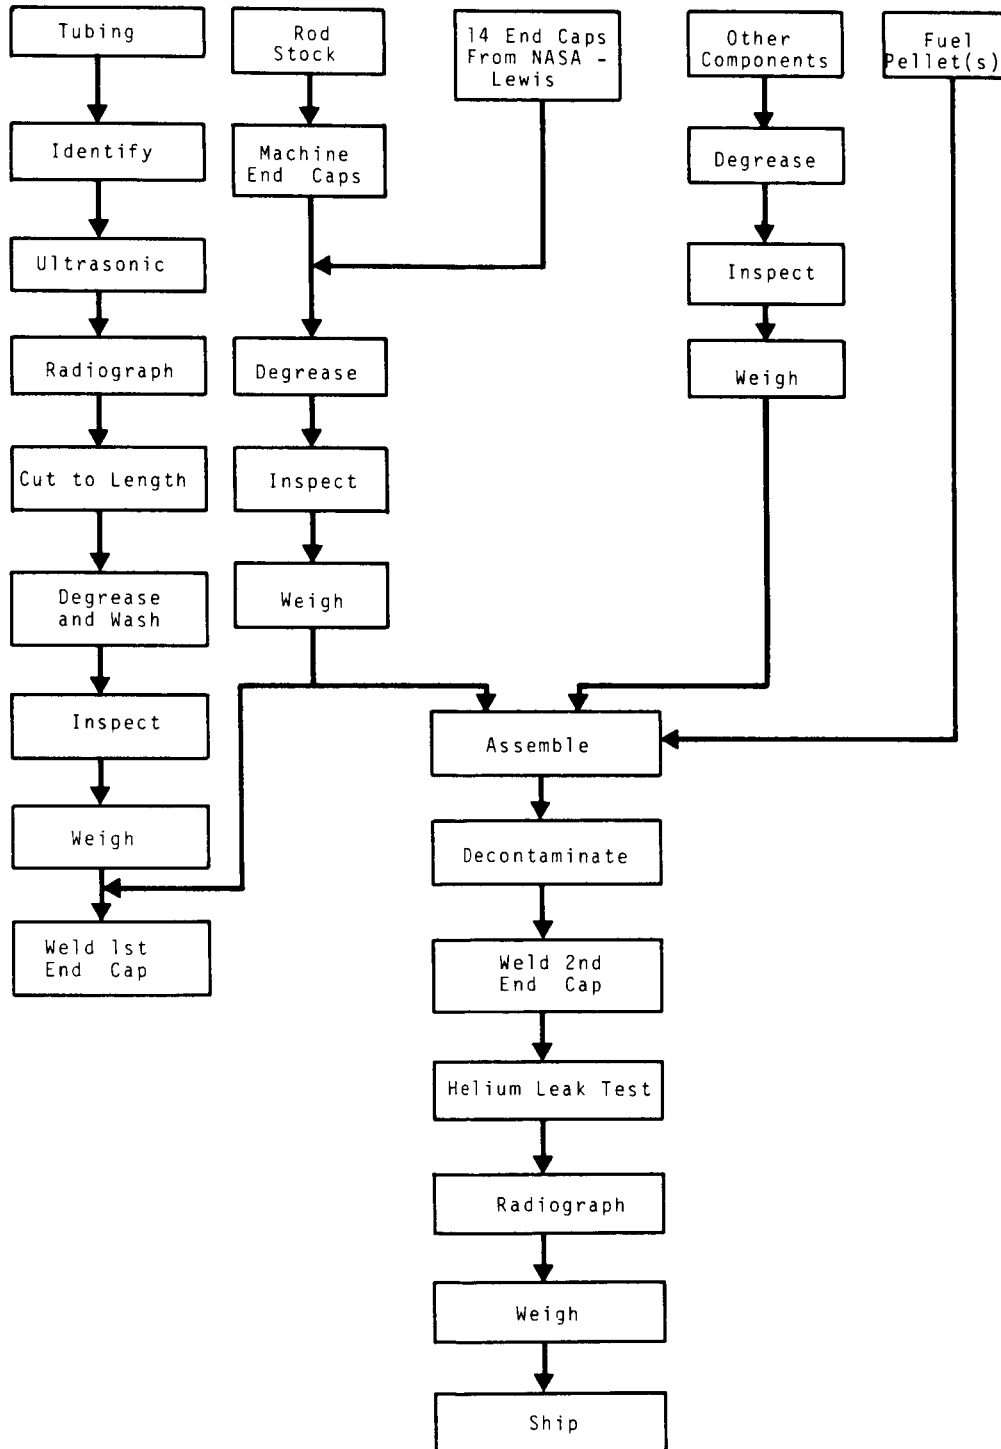 Tubing
Identify
Ultrasonic
Radiograph
Cut to Length
Degrease
and Wash
Inspect
Weigh
Weld 1st
End Cap
Rod
Stock
Machine
End Caps
Degrease
Inspect
Weigh
14 End Caps
From NASA -
Lewis
Other
Components
Degrease
Inspect
Weigh
Fuel
Pellet(s)
Assemble
Decontaminate
Weld 2nd
End Cap
Helium Leak Test
Radiograph
Weigh
Ship